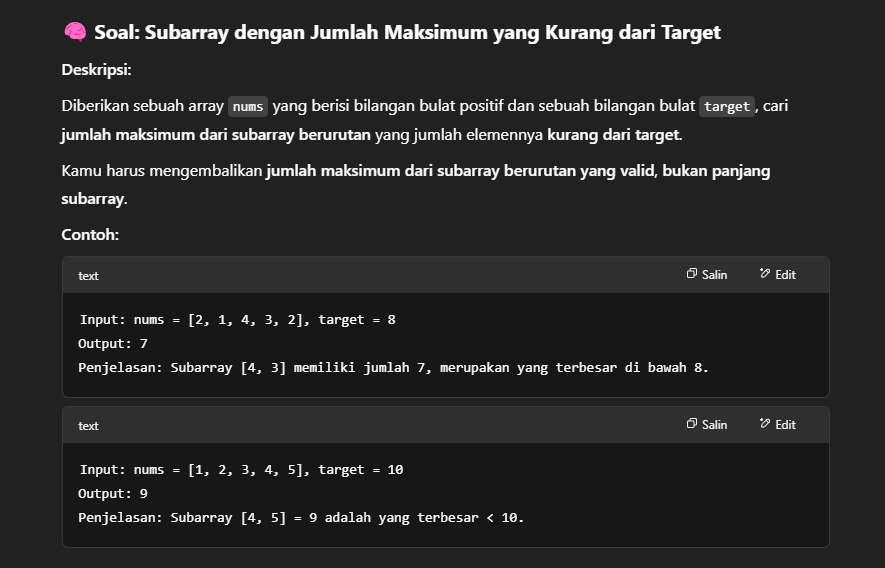 🧠 Soal: Subarray dengan Jumlah Maksimum yang Kurang dari Target
Deskripsi:
Diberikan sebuah array nums yang berisi bilangan bulat positif dan sebuah bilangan bulat target, cari
jumlah maksimum dari subarray berurutan yang jumlah elemennya kurang dari target.
Kamu harus mengembalikan jumlah maksimum dari subarray berurutan yang valid, bukan panjang
subarray.
Contoh:
text Salin Edit
Input: nums = [2, 1, 4, 3, 2], target = 8
Output: 7
Penjelasan: Subarray [4, 3] memiliki jumlah 7, merupakan yang terbesar di bawah 8.
text Salin Edit
Input: nums = [1, 2, 3, 4, 5], target = 10
Output: 9
Penjelasan: Subarray [4, 5] = 9 adalah yang terbesar < 10.